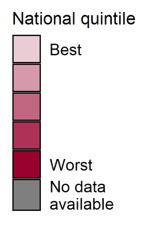 National quintile
Best
Worst
No data
available